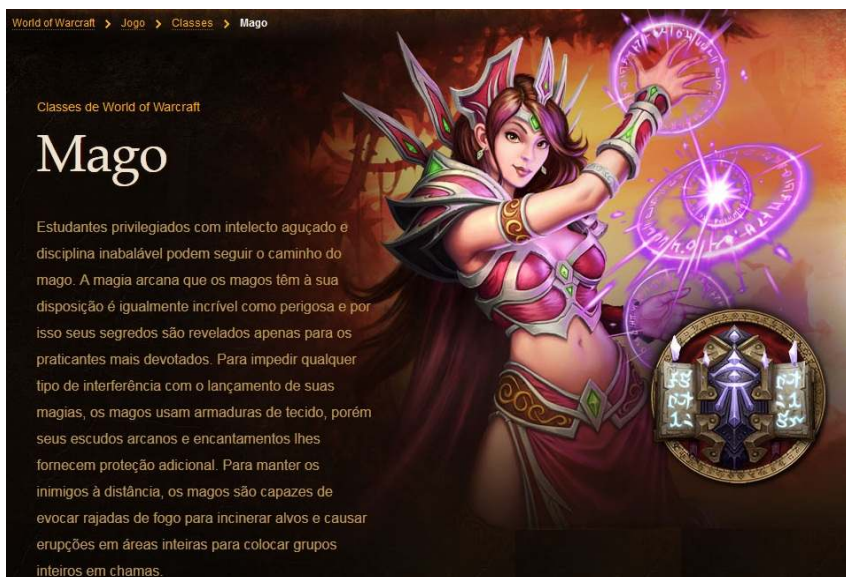 World of Warcraft > Jogo > Classes > Mago
Classes de World of Warcraft
Mago
Estudantes privilegiados com intelecto aguçado e
disciplina inabalável podem seguir o caminho do
mago. A magia arcana que os magos têm à sua
disposição é igualmente incrível como perigosa e por
isso seus segredos são revelados apenas para os
praticantes mais devotados. Para impedir qualquer
tipo de interferência com o lançamento de suas
magias, os magos usam armaduras de tecido, porém
seus escudos arcanos e encantamentos lhes
fornecem proteção adicional. Para manter os
inimigos à distância, os magos são capazes de
evocar rajadas de fogo para incinerar alvos e causar
erupções em áreas inteiras para colocar grupos
inteiros em chamas.